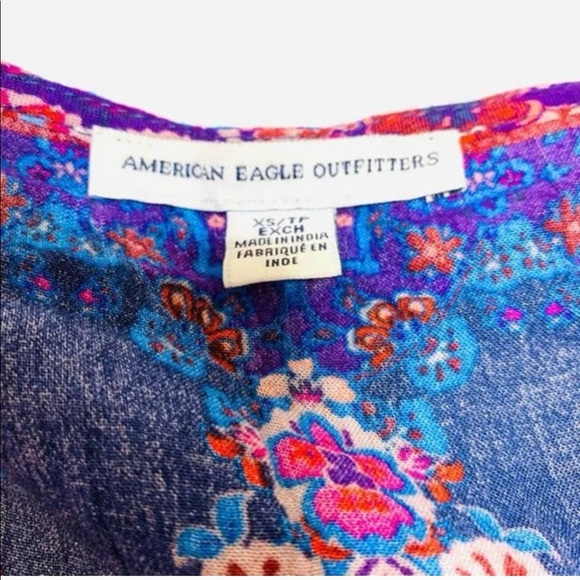 AMERICAN EAGLE OUTFITTERS
XS/TP
EXCH
MADE IN INDIA
FABRIQUÉ EN
INDE